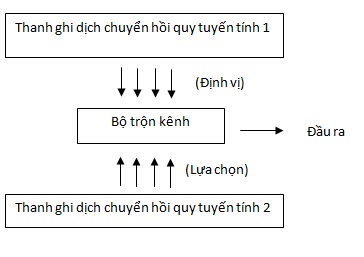 Thanh ghi dịch chuyển hồi quy tuyến tính 1
(Định vị)
Bộ trộn kênh
Đầu ra
(Lựa chọn)
Thanh ghi dịch chuyển hồi quy tuyến tính 2